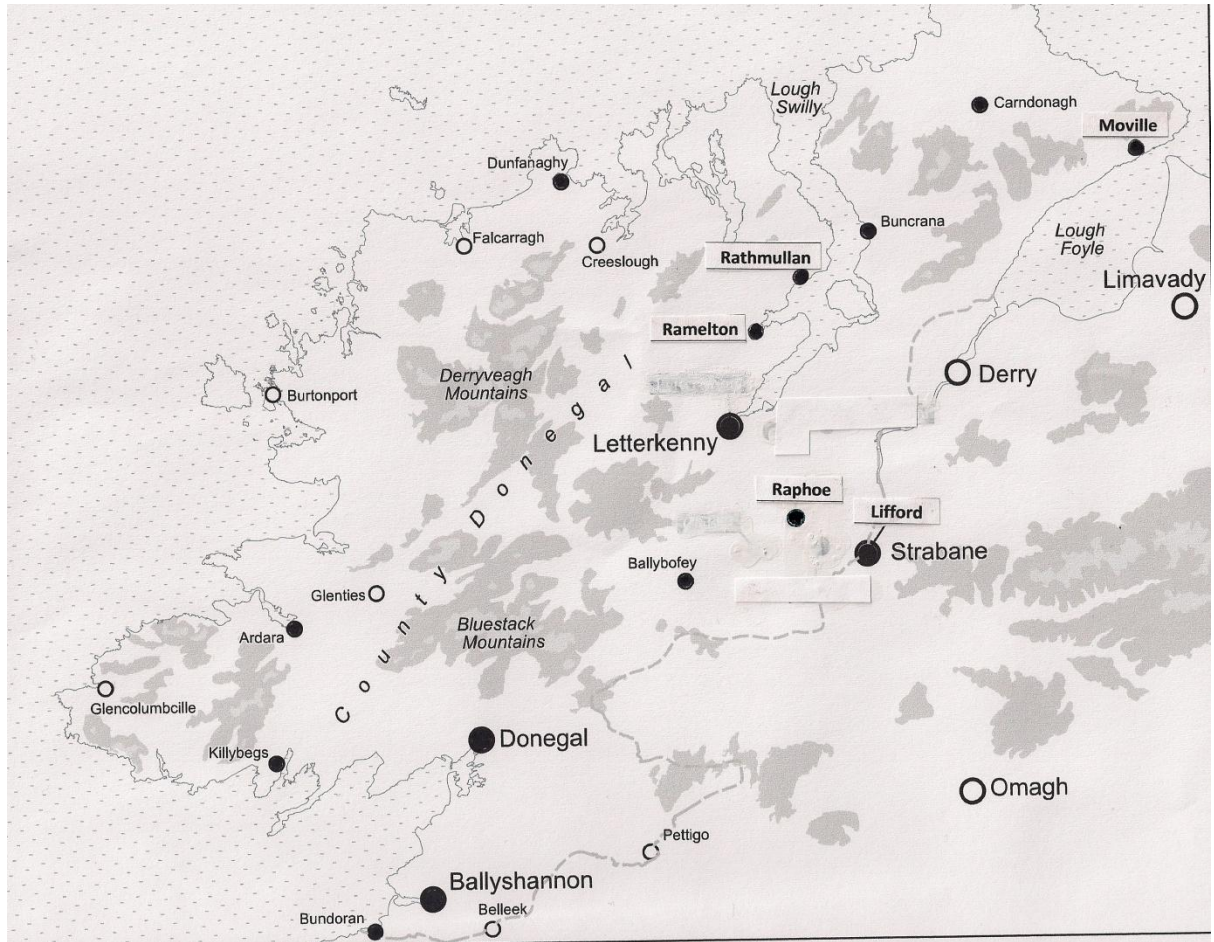 Lough
Swilly
Carndonagh
Moville
Dunfanaghy
Buncrana
Falcarragh
Creeslough
Lough
Foyle
Rathmullan
Limavady
Ramelton
Derryveagh
Mountains
Derry
Burtonport
Letterkenny
County Donegal
Raphoe
Lifford
Strabane
Ballybofey
Glenties
Ardara
Bluestack
Mountains
Glencolumbcille
Donegal
Killybegs
Omagh
Pettigo
Ballyshannon
Belleek
Bundoran